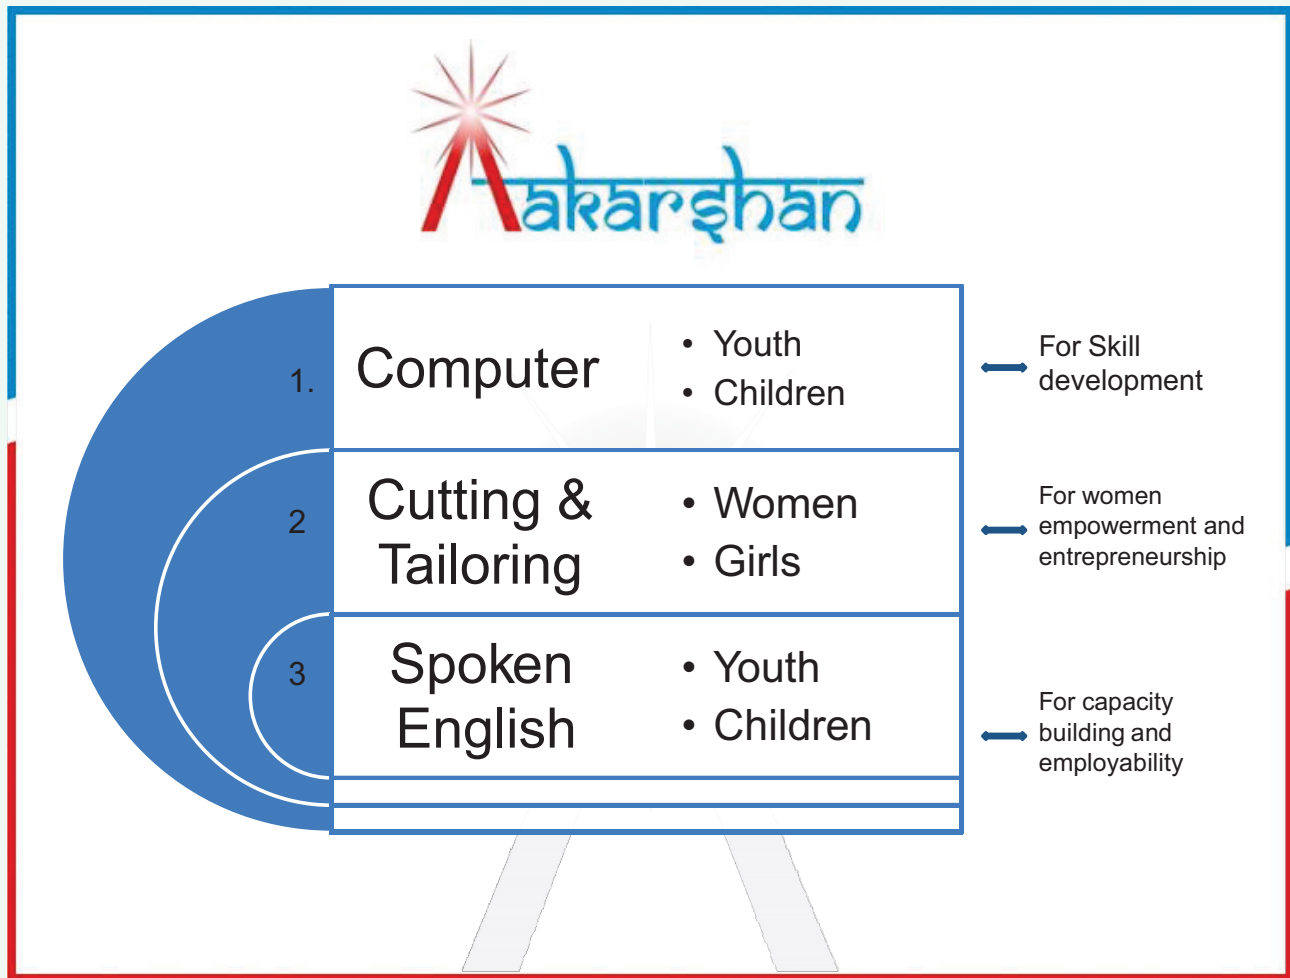 Aakarshan
1.
Computer
• Youth
• Children
For Skill
development
2
Cutting &
Tailoring
• Women
• Girls
For women
empowerment and
entrepreneurship
3
Spoken
English
• Youth
• Children
For capacity
building and
employability